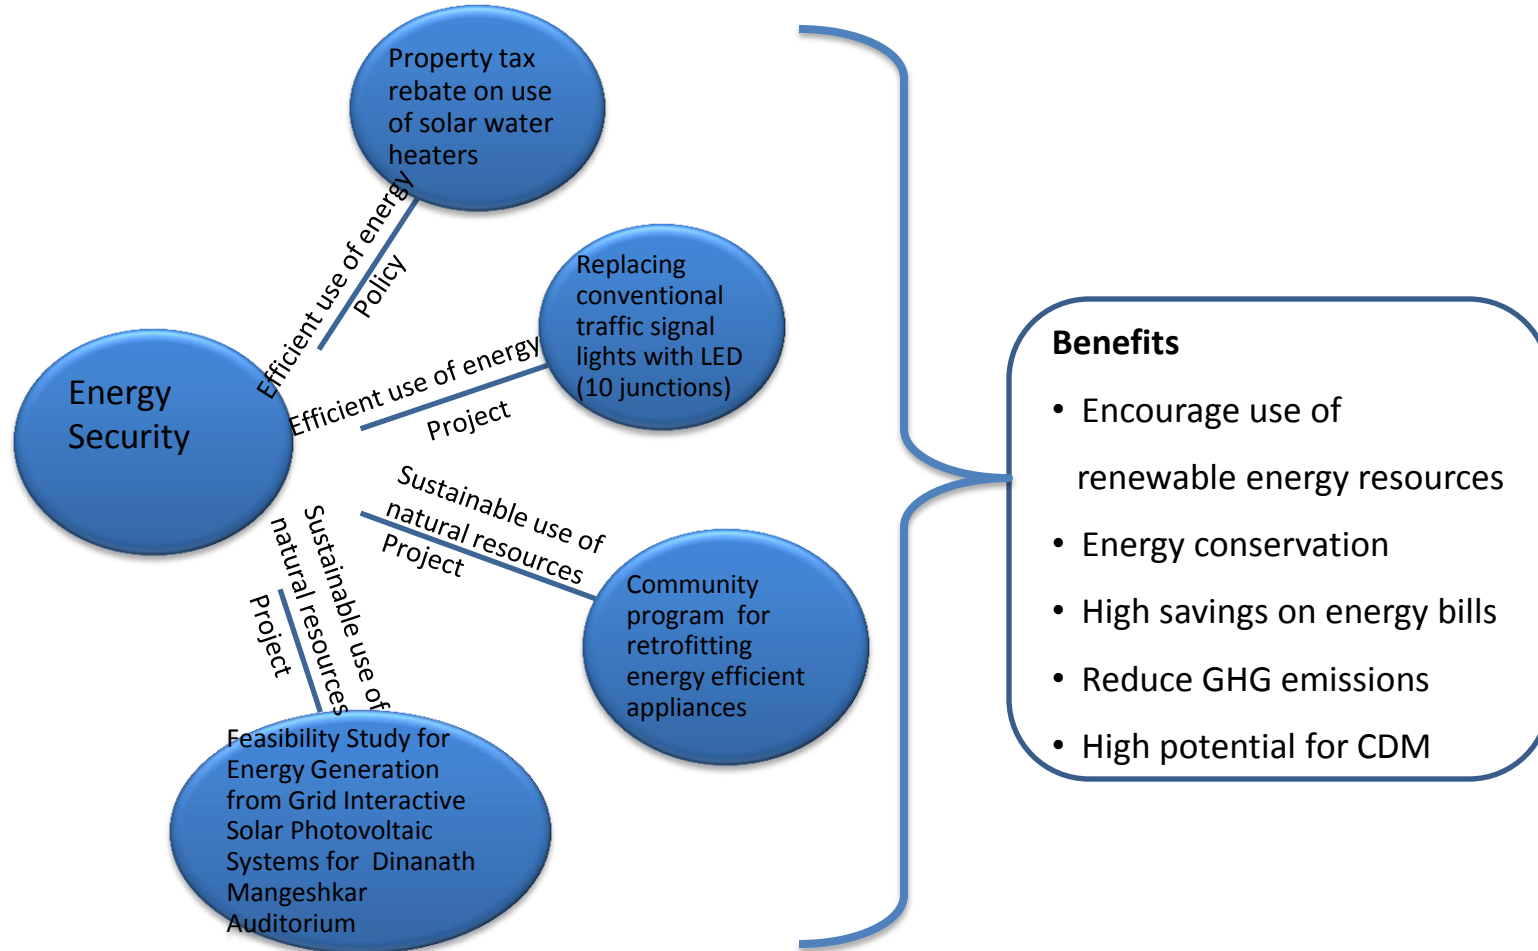 Property tax
rebate on use
of solar water
heaters
Efficient use of energy
Policy
Replacing
conventional
traffic signal
lights with LED
(10 junctions)
Efficient use of energy
Project
Energy
Security
Sustainable use of
natural resources
Project
Community
program for
retrofitting
energy efficient
appliances
Sustainable use of
natural resources
Project
Feasibility Study for
Energy Generation
from Grid Interactive
Solar Photovoltaic
Systems for Dinanath
Mangeshkar
Auditorium
Benefits
• Encourage use of
renewable energy resources
• Energy conservation
• High savings on energy bills
• Reduce GHG emissions
• High potential for CDM